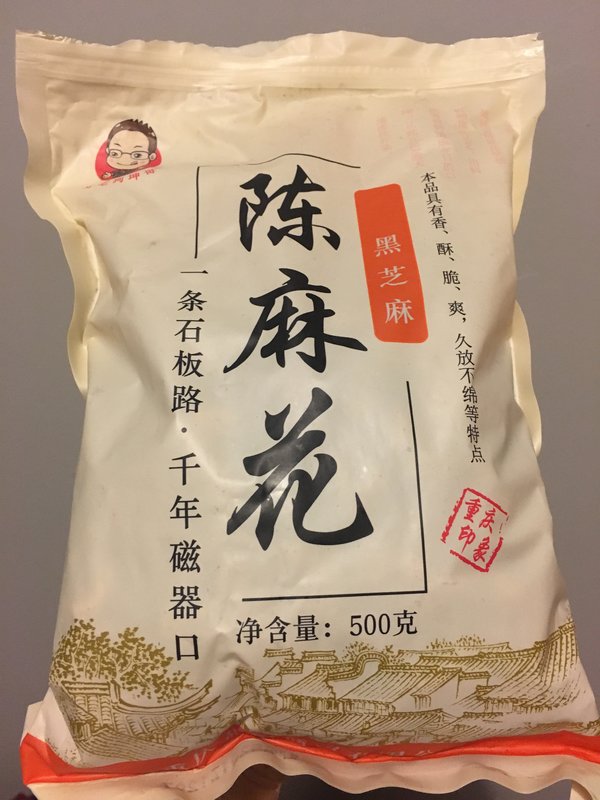 陈麻花
黑芝麻
本品具有香、酥、脆、爽，久放不绵等特点
一条石板路·千年磁器口
重庆
印象
净含量：500克